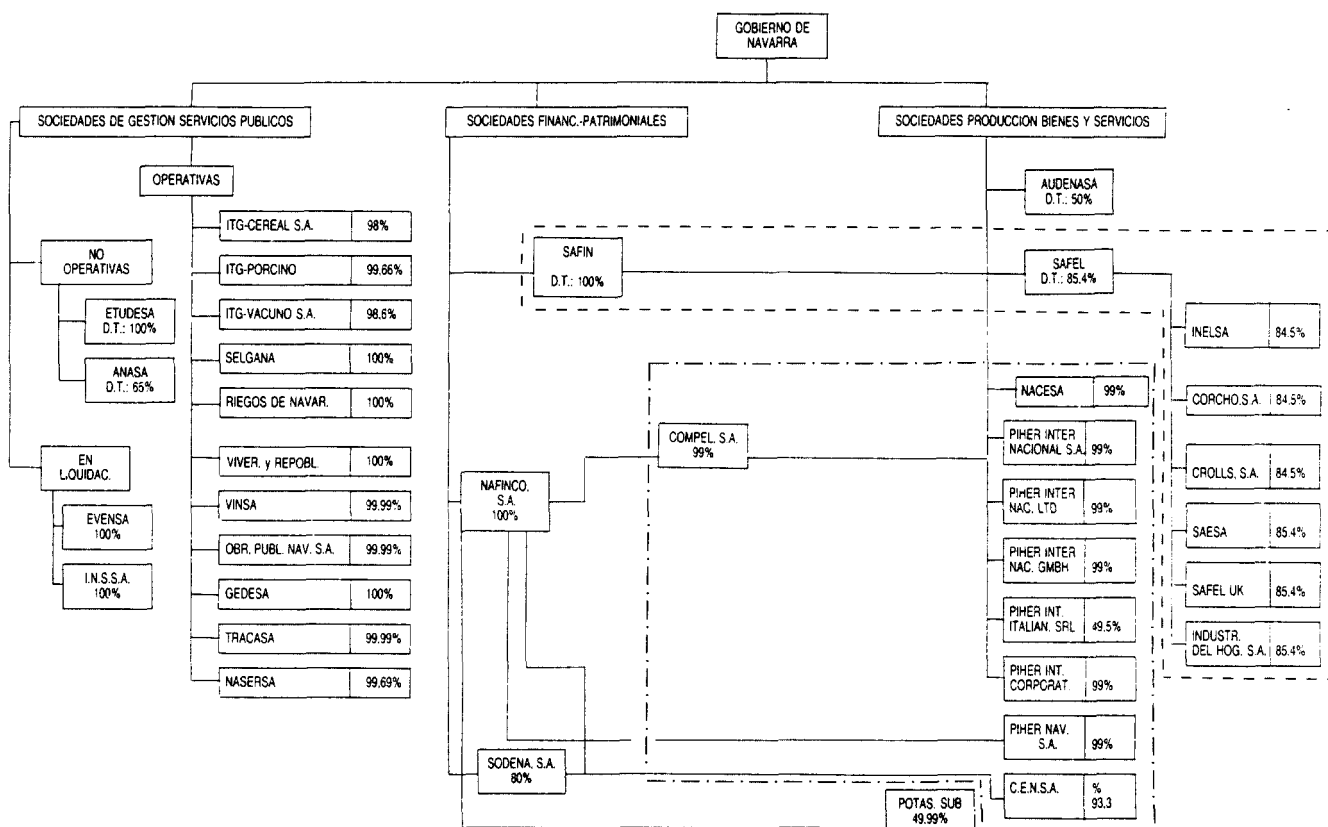 GOBIERNO DE
NAVARRA
SOCIEDADES DE GESTION SERVICIOS PUBLICOS
SOCIEDADES FINANC.-PATRIMONIALES
SOCIEDADES PRODUCCION BIENES Y SERVICIOS
OPERATIVAS
ITG-CEREAL S.A. 98%
ITG-PORCINO 99.66%
ITG-VACUNO S.A. 98.6%
SELGANA 100%
RIEGOS DE NAVAR. 100%
VIVER. y REPOBL. 100%
VINSA 99.99%
OBR. PUBL. NAV. S.A. 99.99%
GEDESA 100%
TRACASA 99.99%
NASERSA 99.69%
NO
OPERATIVAS
ETUDESA
D.T.: 100%
ANASA
D.T.: 65%
EN
LIQUIDAC.
EVENSA
100%
I.N.S.S.A.
100%
SAFIN
D.T.: 100%
NAFINCO,
S.A.
100%
SODENA, S.A.
80%
COMPEL, S.A.
99%
POTAS. SUB
49.99%
AUDENASA
D.T.: 50%
SAFEL
D.T.: 85.4%
NACESA 99%
PIHER INTER
NACIONAL S.A. 99%
PIHER INTER
NAC. LTD 99%
PIHER INTER
NAC. GMBH 99%
PIHER INT.
ITALIAN. SRL 49.5%
PIHER INT.
CORPORAT. 99%
PIHER NAV.
S.A. 99%
C.E.N.S.A. %
93.3
INELSA 84.5%
CORCHO.S.A. 84.5%
CROLLS, S.A. 84.5%
SAESA 85.4%
SAFEL UK 85.4%
INDUSTR.
DEL HOG. S.A. 85.4%